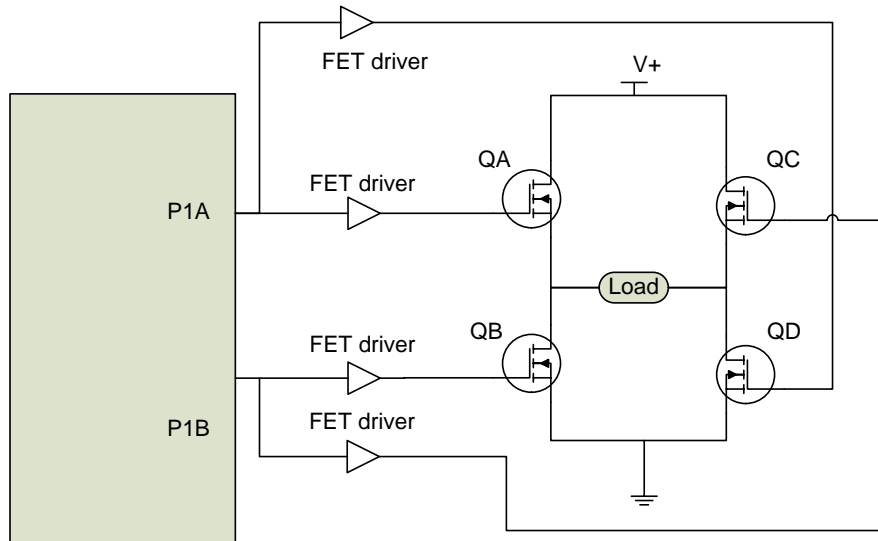 FET driver
V+
QA
QC
FET driver
P1A
Load
QB
QD
FET driver
FET driver
P1B